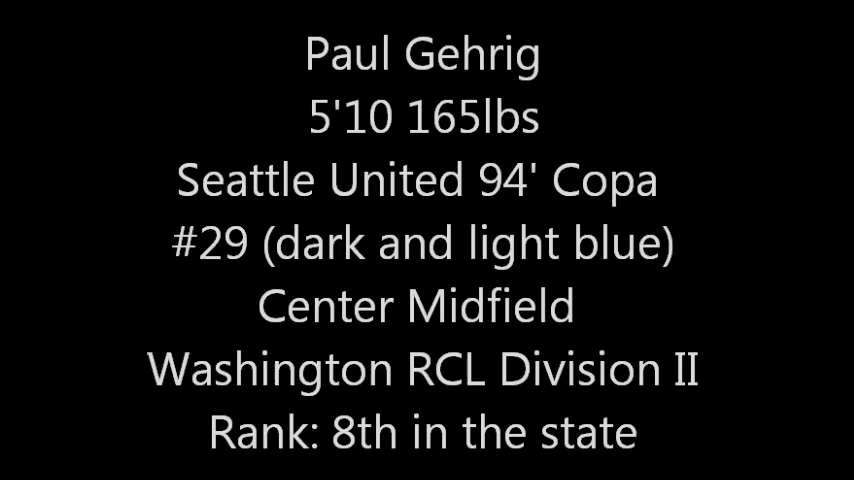 Paul Gehrig
5'10 165lbs
Seattle United 94' Copa
#29 (dark and light blue)
Center Midfield
Washington RCL Division II
Rank: 8th in the state